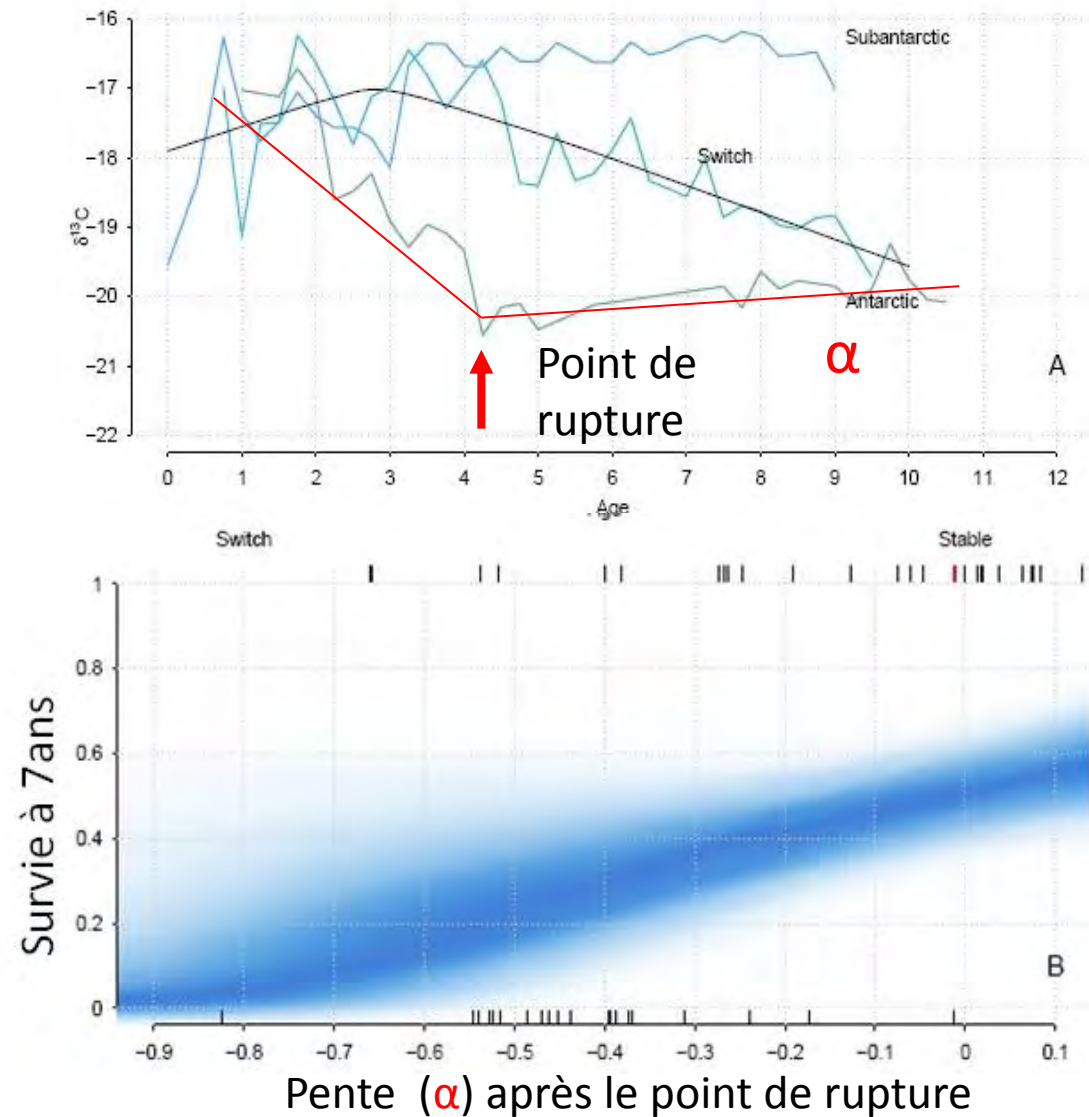 −16
−17
−18
−19
−20
−21
−22
δ¹³C
Subantarctic
Switch
Antarctic
Point de
rupture
α
A
0 1 2 3 4 5 6 7 8 9 10 11 12
Age
Switch
Stable
1
0.8
0.6
0.4
0.2
0
Survie à 7ans
B
−0.9 −0.8 −0.7 −0.6 −0.5 −0.4 −0.3 −0.2 −0.1 0 0.1
Pente (α) après le point de rupture